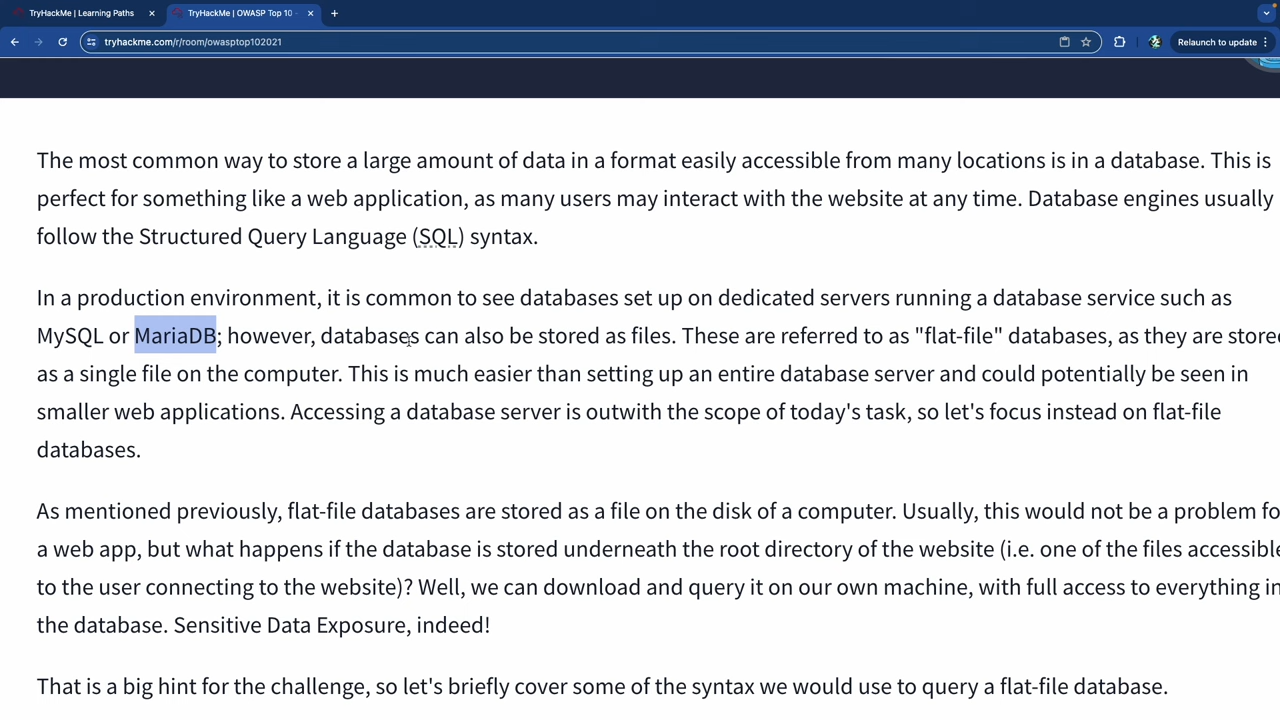 TryHackMe | Learning Paths
TryHackMe | OWASP Top 10 -
tryhackme.com/r/room/owasptop102021
Relaunch to update
The most common way to store a large amount of data in a format easily accessible from many locations is in a database. This is
perfect for something like a web application, as many users may interact with the website at any time. Database engines usually
follow the Structured Query Language (SQL) syntax.
In a production environment, it is common to see databases set up on dedicated servers running a database service such as
MySQL or MariaDB; however, databases can also be stored as files. These are referred to as "flat-file" databases, as they are stored
as a single file on the computer. This is much easier than setting up an entire database server and could potentially be seen in
smaller web applications. Accessing a database server is outwith the scope of today's task, so let's focus instead on flat-file
databases.
As mentioned previously, flat-file databases are stored as a file on the disk of a computer. Usually, this would not be a problem fo
a web app, but what happens if the database is stored underneath the root directory of the website (i.e. one of the files accessible
to the user connecting to the website)? Well, we can download and query it on our own machine, with full access to everything in
the database. Sensitive Data Exposure, indeed!
That is a big hint for the challenge, so let's briefly cover some of the syntax we would use to query a flat-file database.